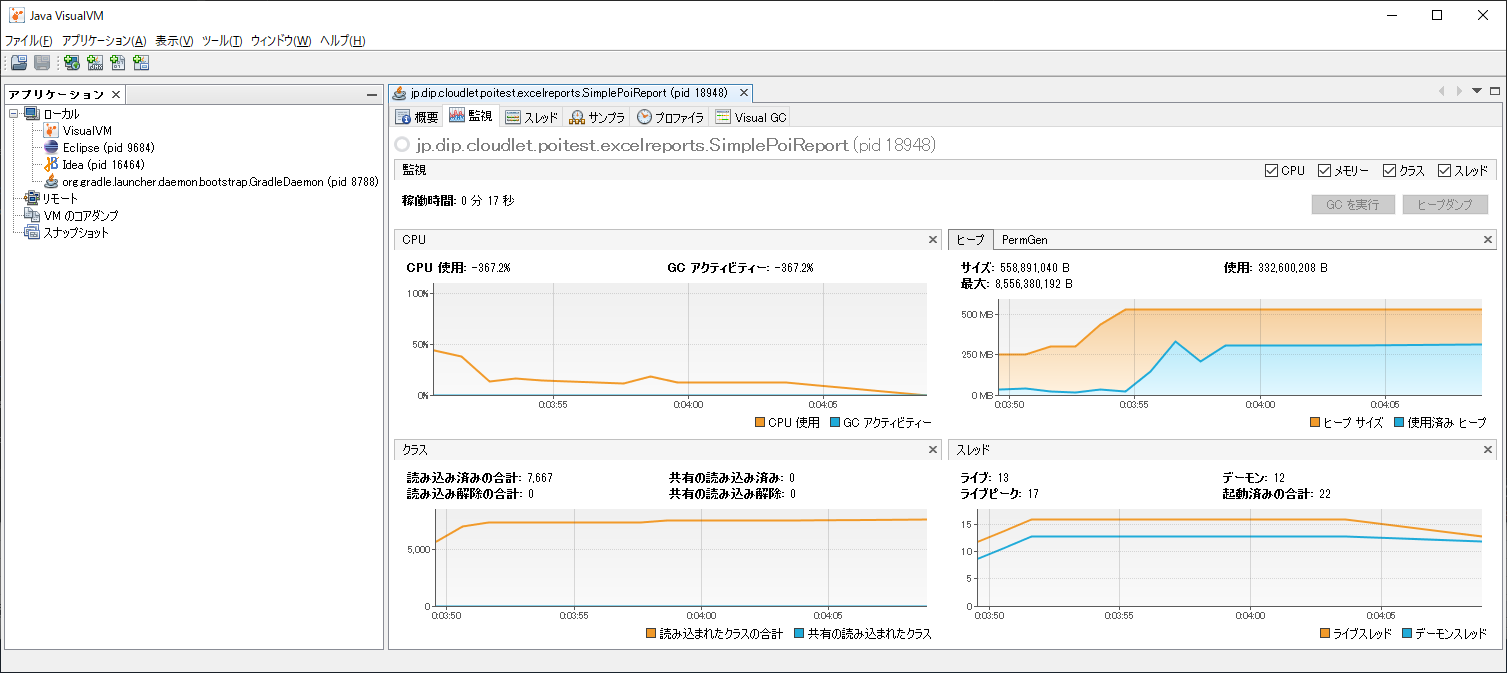 Java VisualVM
ファイル(F) アプリケーション(A) 表示(V) ツール(T) ウィンドウ(W) ヘルプ(H)
アプリケーション
ローカル
VisualVM
Eclipse (pid 9684)
Idea (pid 16464)
org.gradle.launcher.daemon.bootstrap.GradleDaemon (pid 8788)
リモート
VM のコアダンプ
スナップショット
jp.dip.cloudlet.poitest.excelreports.SimplePoiReport (pid 18948)
概要 監視 スレッド サンプラ プロファイラ Visual GC
jp.dip.cloudlet.poitest.excelreports.SimplePoiReport (pid 18948)
監視 CPU メモリー クラス スレッド
稼働時間: 0 分 17 秒
GC を実行 ヒープダンプ
CPU
CPU 使用: -367.2% GC アクティビティー: -367.2%
100%
50%
0%
0:03:55 0:04:00 0:04:05
CPU 使用 GC アクティビティー
ヒープ PermGen
サイズ: 558,891,040 B 使用: 332,600,208 B
最大: 8,556,380,192 B
500 MB
250 MB
0 MB
0:03:50 0:03:55 0:04:00 0:04:05
ヒープ サイズ 使用済み ヒープ
クラス
読み込み済みの合計: 7,667 共有の読み込み済み: 0
読み込み解除の合計: 0 共有の読み込み解除: 0
5,000
0
0:03:50 0:03:55 0:04:00 0:04:05
読み込まれたクラスの合計 共有の読み込まれたクラス
スレッド
ライブ: 13 デーモン: 12
ライブピーク: 17 起動済みの合計: 22
15
10
5
0
0:03:50 0:03:55 0:04:00 0:04:05
ライブスレッド デーモンスレッド